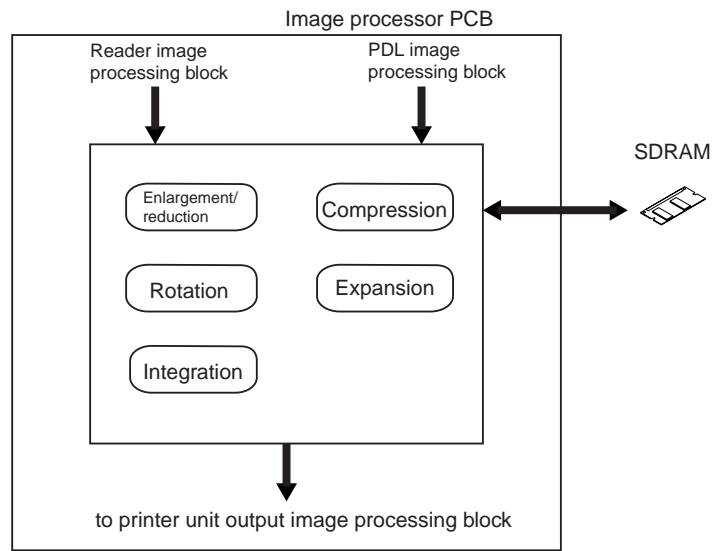 Image processor PCB
Reader image
processing block
PDL image
processing block
SDRAM
Enlargement/
reduction
Compression
Rotation
Expansion
Integration
to printer unit output image processing block